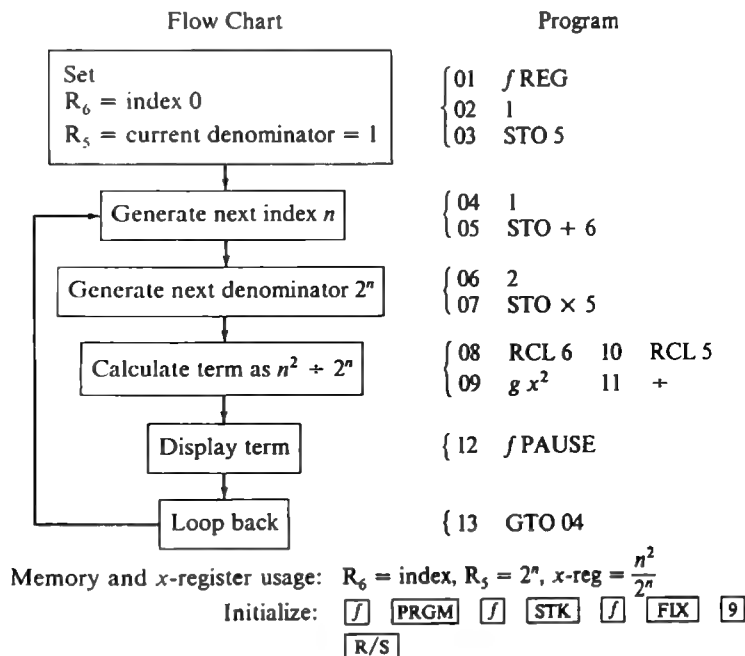 Flow Chart Program
Set
R₆ = index 0
R₅ = current denominator = 1
01 f REG
02 1
03 STO 5
Generate next index n
04 1
05 STO + 6
Generate next denominator 2ⁿ
06 2
07 STO × 5
Calculate term as n² ÷ 2ⁿ
08 RCL 6 10 RCL 5
09 g x² 11 ÷
Display term
12 f PAUSE
Loop back
13 GTO 04
Memory and x-register usage: R₆ = index, R₅ = 2ⁿ, x-reg = n²/2ⁿ
Initialize: f PRGM f STK f FIX 9
R/S